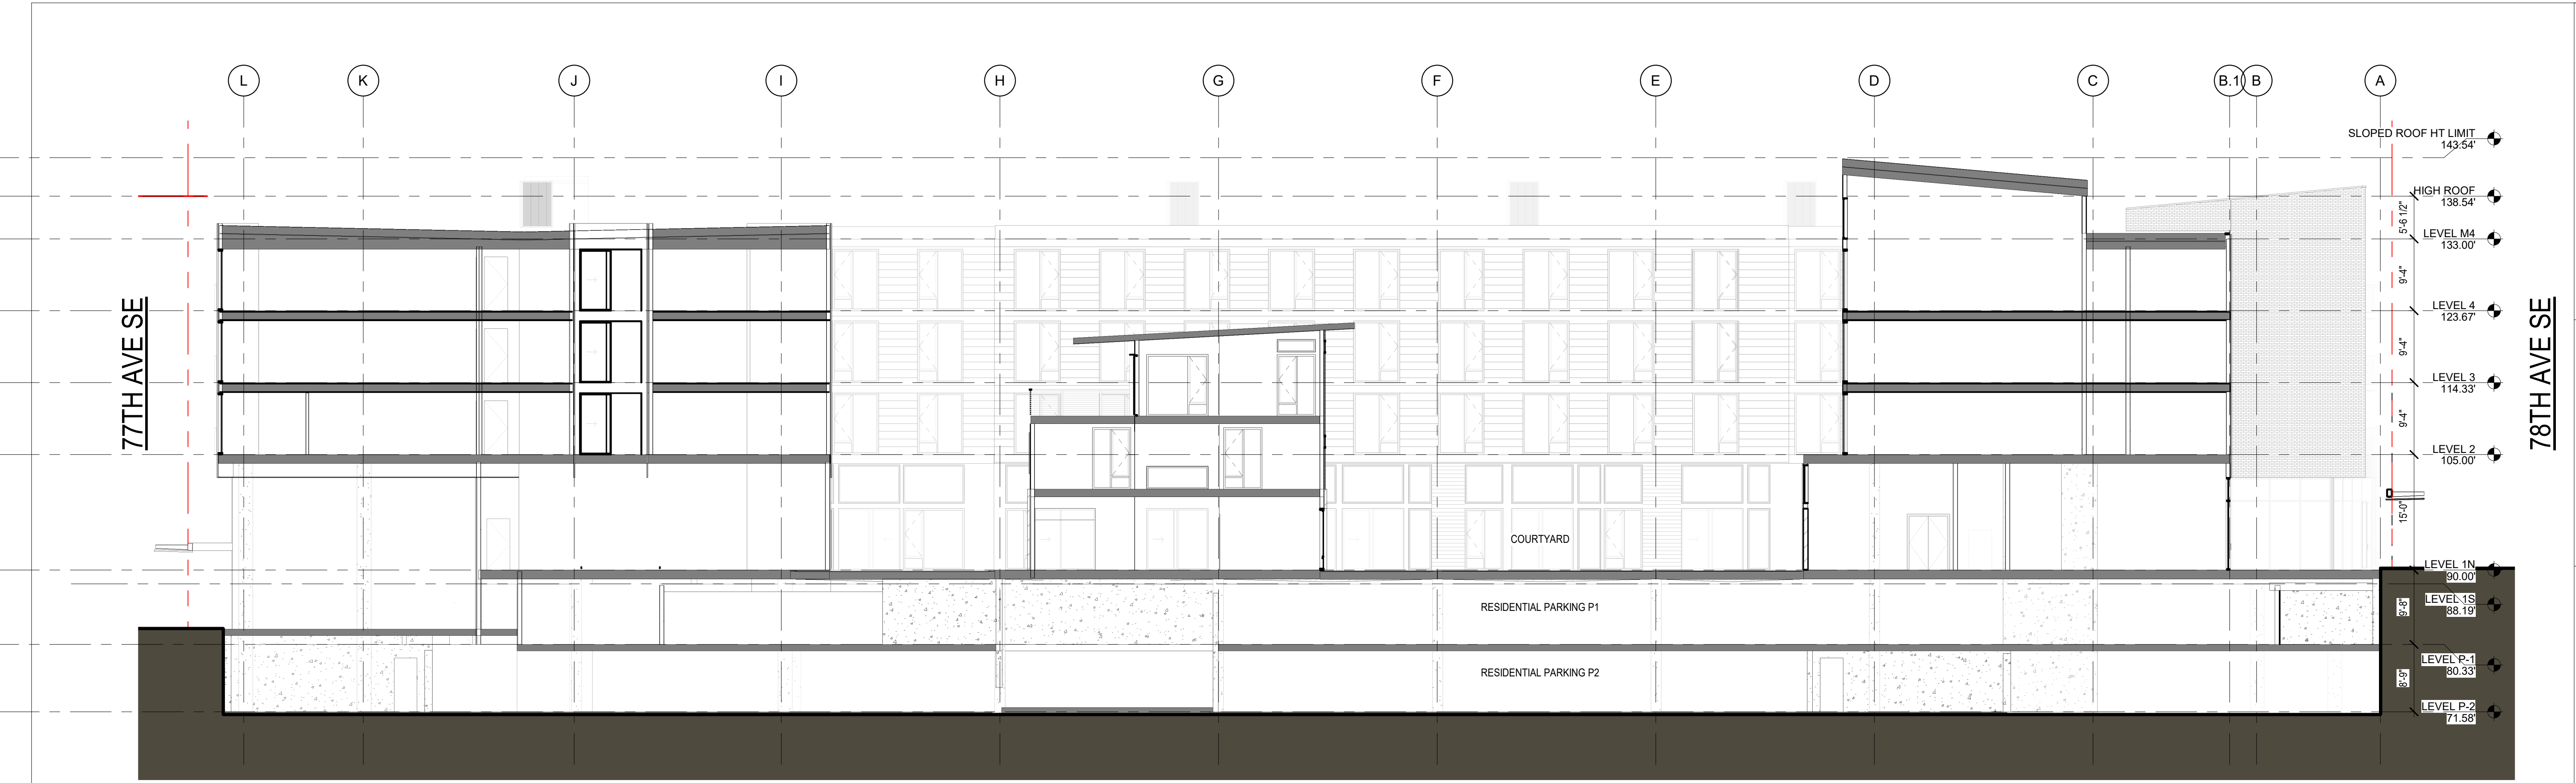 L
K
J
I
H
G
F
E
D
C
B.1
B
A
SLOPED ROOF HT LIMIT
143.54'
HIGH ROOF
138.54'
5'-6 1/2"
LEVEL M4
133.00'
9'-4"
LEVEL 4
123.67'
9'-4"
LEVEL 3
114.33'
9'-4"
LEVEL 2
105.00'
15'-0"
LEVEL 1N
90.00'
LEVEL 1S
88.19'
9'-8"
LEVEL P-1
80.33'
8'-9"
LEVEL P-2
71.58'
77TH AVE SE
78TH AVE SE
COURTYARD
RESIDENTIAL PARKING P1
RESIDENTIAL PARKING P2